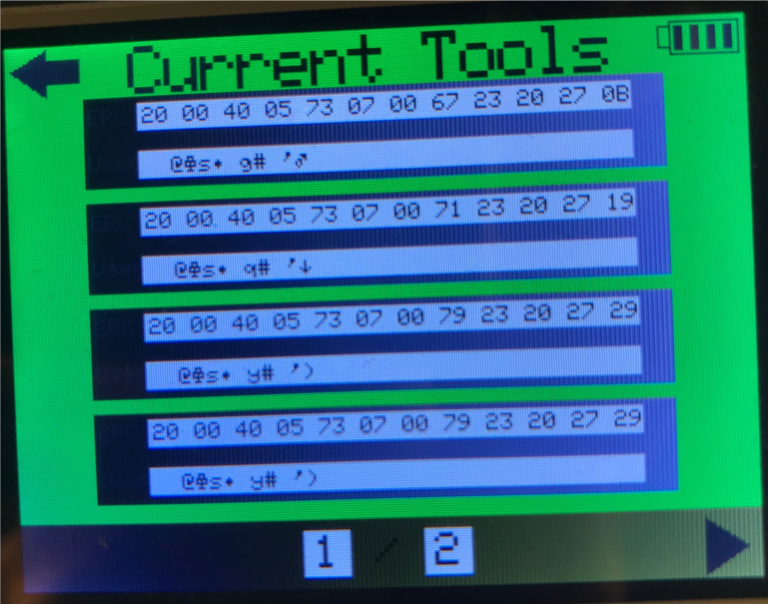 Current Tools
EPC
20 00 40 05 73 07 00 67 23 20 27 0B
User
@♣s♦ g# '♂
EPC
20 00 40 05 73 07 00 71 23 20 27 19
User
@♣s♦ q# '↓
EPC
20 00 40 05 73 07 00 79 23 20 27 29
@♣s♦ y# ')
20 00 40 05 73 07 00 79 23 20 27 29
@♣s♦ y# ')
1 / 2